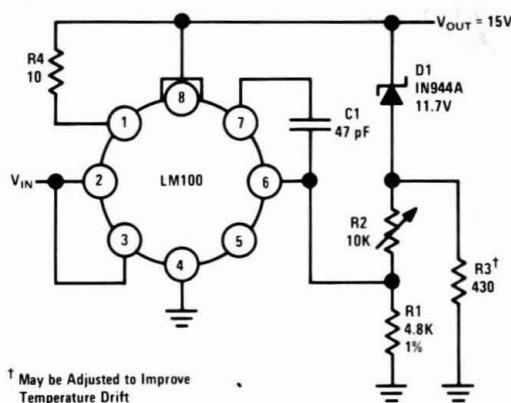 V_OUT = 15V
R4
10
D1
IN944A
11.7V
8
1
7
C1
47 pF
V_IN
2
LM100
6
R2
10K
3
5
4
R3†
430
R1
4.8K
1%
† May be Adjusted to Improve
Temperature Drift